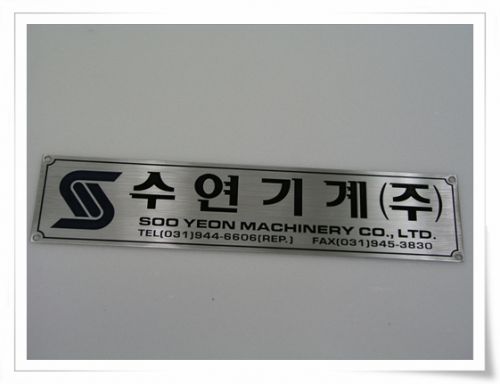 수연기계(주)
SOO YEON MACHINERY CO., LTD.
TEL(031)944-6606(REP.) FAX(031)945-3830